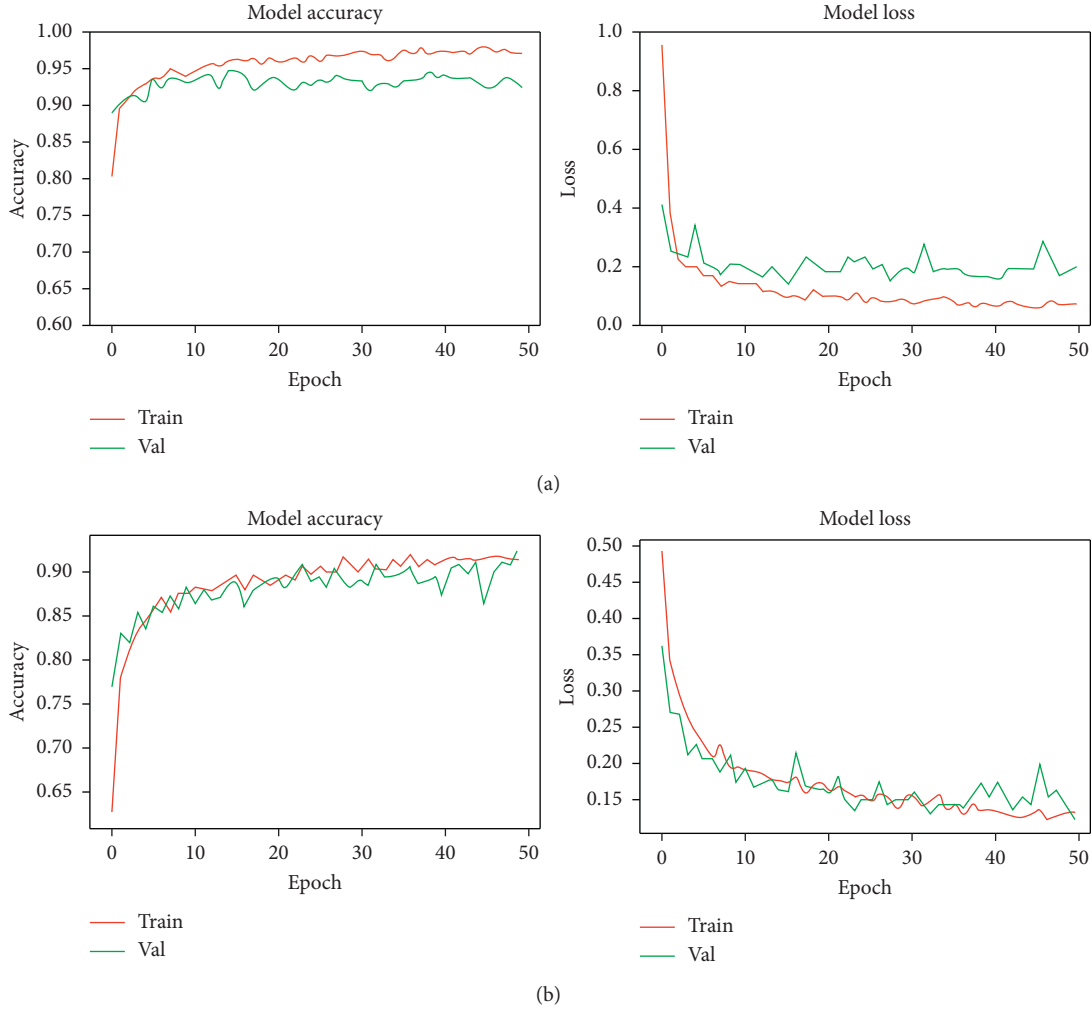 Model accuracy
1.00
0.95
0.90
0.85
0.80
0.75
0.70
0.65
0.60
Accuracy
0 10 20 30 40 50
Epoch
Train
Val
Model loss
1.0
0.8
0.6
0.4
0.2
0.0
Loss
0 10 20 30 40 50
Epoch
Train
Val
(a)
Model accuracy
0.90
0.85
0.80
0.75
0.70
0.65
Accuracy
0 10 20 30 40 50
Epoch
Train
Val
Model loss
0.50
0.45
0.40
0.35
0.30
0.25
0.20
0.15
Loss
0 10 20 30 40 50
Epoch
Train
Val
(b)